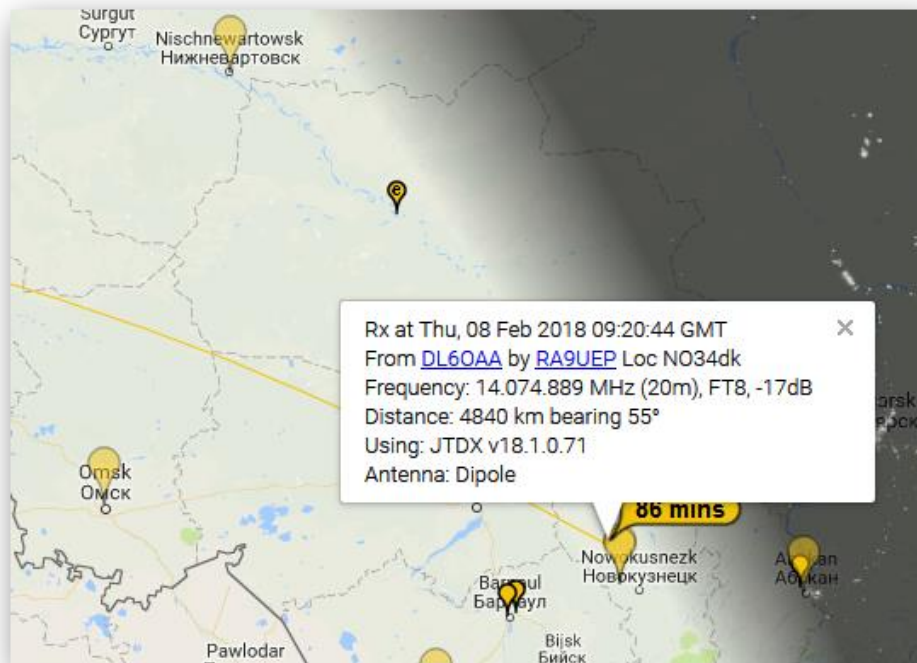 Surgut
Сургут
Nischnewartowsk
Нижневартовск
e
Rx at Thu, 08 Feb 2018 09:20:44 GMT
From DL6OAA by RA9UEP Loc NO34dk
Frequency: 14.074.889 MHz (20m), FT8, -17dB
Distance: 4840 km bearing 55°
Using: JTDX v18.1.0.71
Antenna: Dipole
Omsk
Омск
86 mins
Nowokusnezk
Новокузнецк
Bijsk
Бийск
Pawlodar